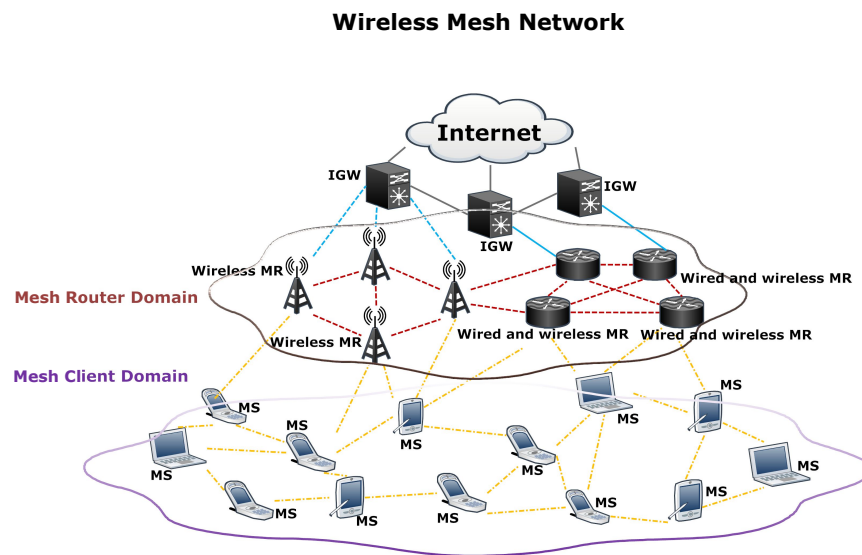 Wireless Mesh Network
Internet
IGW
IGW
IGW
Wireless MR
Wired and wireless MR
Mesh Router Domain
Wireless MR
Wired and wireless MR
Wired and wireless MR
Mesh Client Domain
MS
MS
MS
MS
MS
MS
MS
MS
MS
MS
MS
MS
MS
MS